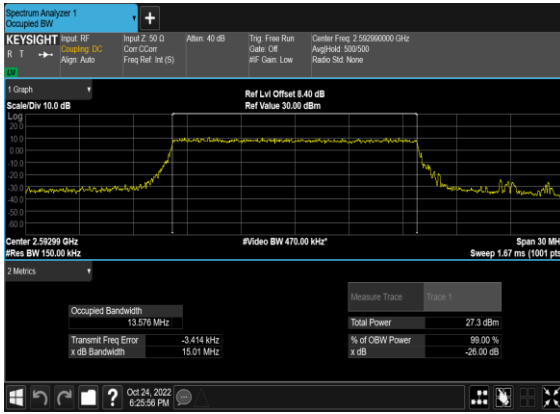 Spectrum Analyzer 1
Occupied BW
KEYSIGHT Input: RF Input Z: 50 Ω Atten: 40 dB Trig: Free Run Center Freq: 2.592990000 GHz
R T Coupling: DC Corr CCorr Gate: Off Avg|Hold: 500/500
Align: Auto Freq Ref: Int (S) #IF Gain: Low Radio Std: None
LXI
1 Graph Ref Lvl Offset 8.40 dB
Scale/Div 10.0 dB Ref Value 30.00 dBm
Log
20.0
10.0
0.00
-10.0
-20.0
-30.0
-40.0
-50.0
-60.0
Center 2.59299 GHz #Video BW 470.00 kHz* Span 30 MH
#Res BW 150.00 kHz Sweep 1.67 ms (1001 pts
2 Metrics
Measure Trace Trace 1
Occupied Bandwidth
13.576 MHz Total Power 27.3 dBm
Transmit Freq Error -3.414 kHz % of OBW Power 99.00 %
x dB Bandwidth 15.01 MHz x dB -26.00 dB
? Oct 24, 2022
6:25:56 PM